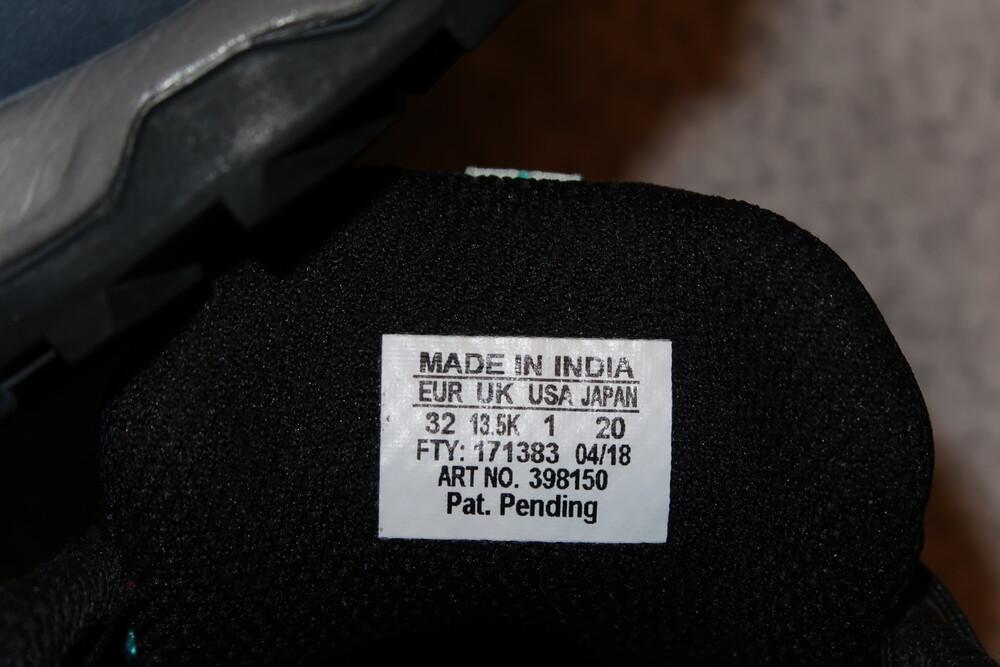 MADE IN INDIA
EUR UK USA JAPAN
32 13.5K 1 20
FTY: 171383 04/18
ART NO. 398150
Pat. Pending